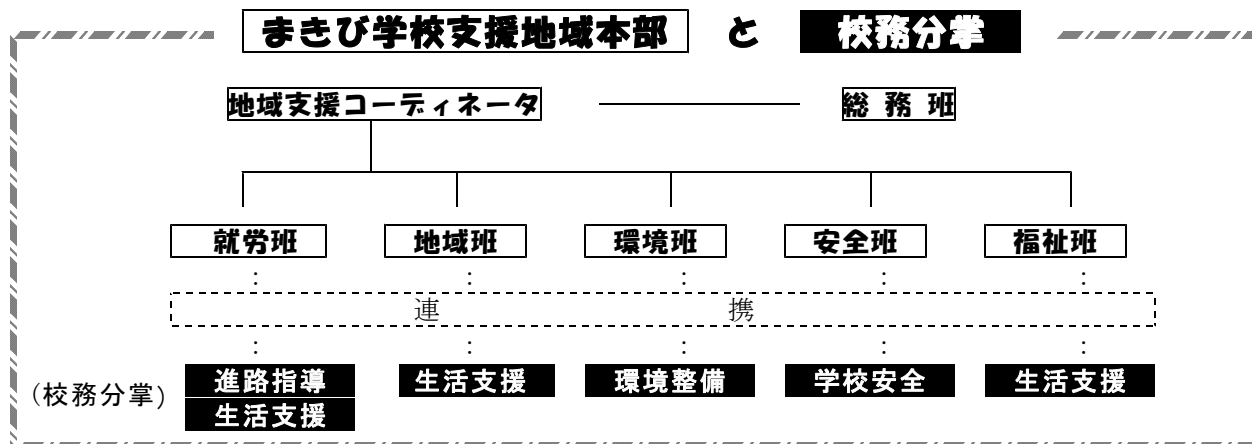 まきび学校支援地域本部 と 校務分掌
地域支援コーディネータ 総務班
就労班 地域班 環境班 安全班 福祉班
: : : : :
連 携
: : : : :
(校務分掌) 進路指導 生活支援 環境整備 学校安全 生活支援
生活支援